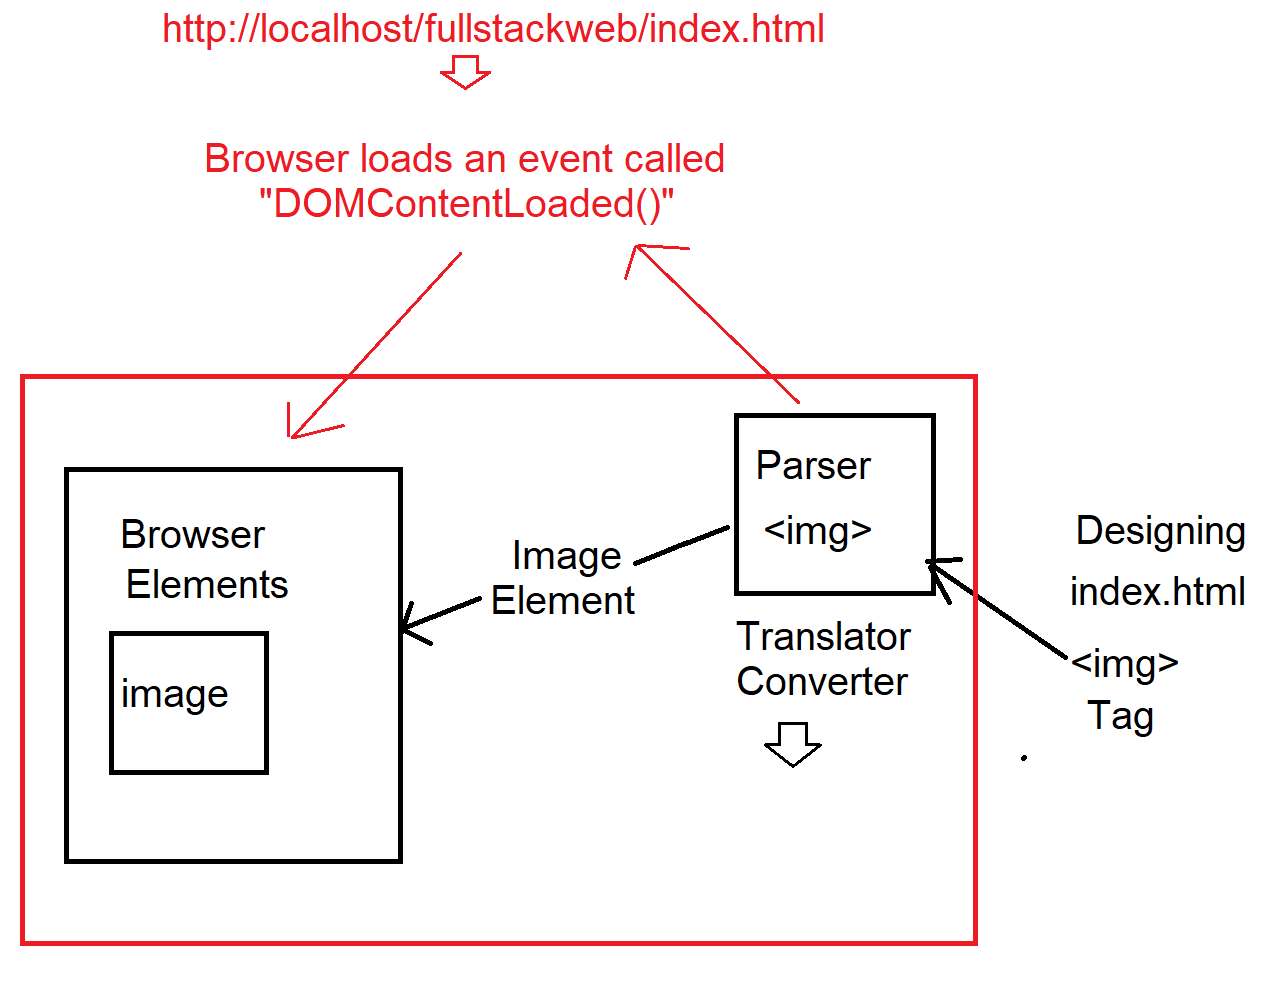 http://localhost/fullstackweb/index.html
Browser loads an event called
"DOMContentLoaded()"
Browser
Elements
image
Image
Element
Parser
<img>
Translator
Converter
Designing
index.html
<img>
Tag